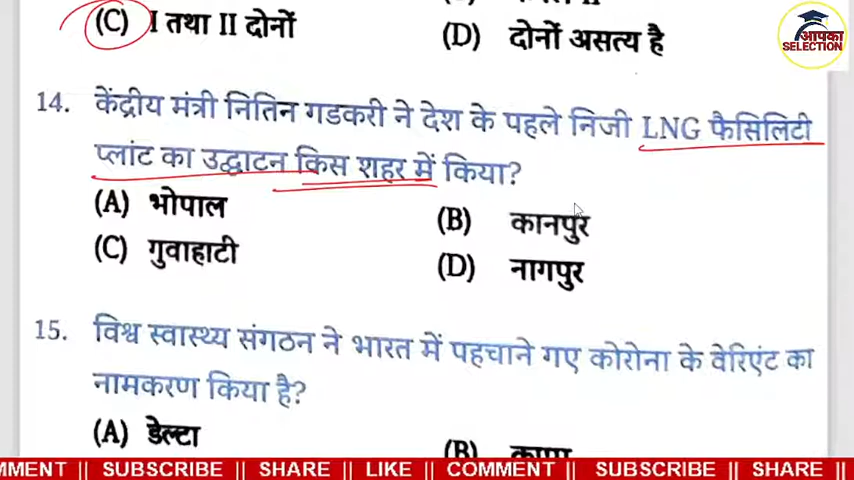 (C) I तथा II दोनों
(D) दोनों असत्य है
आपका
SELECTION
14. केंद्रीय मंत्री नितिन गडकरी ने देश के पहले निजी LNG फैसिलिटी
प्लांट का उद्घाटन किस शहर में किया?
(A) भोपाल
(B) कानपुर
(C) गुवाहाटी
(D) नागपुर
15. विश्व स्वास्थ्य संगठन ने भारत में पहचाने गए कोरोना के वेरिएंट का
नामकरण किया है?
(A) डेल्टा
(B)
MMENT || SUBSCRIBE || SHARE || LIKE || COMMENT || SUBSCRIBE || SHARE ||